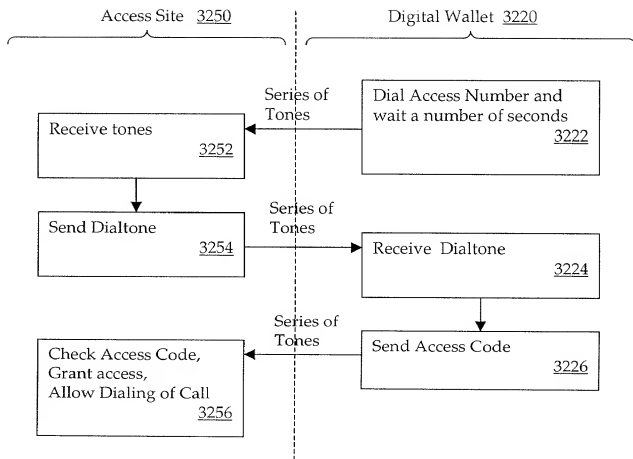 Access Site 3250
Digital Wallet 3220
Series of
Tones
Dial Access Number and
wait a number of seconds
3222
Receive tones
3252
Send Dialtone
3254
Series of
Tones
Receive Dialtone
3224
Series of
Tones
Send Access Code
3226
Check Access Code,
Grant access,
Allow Dialing of Call
3256